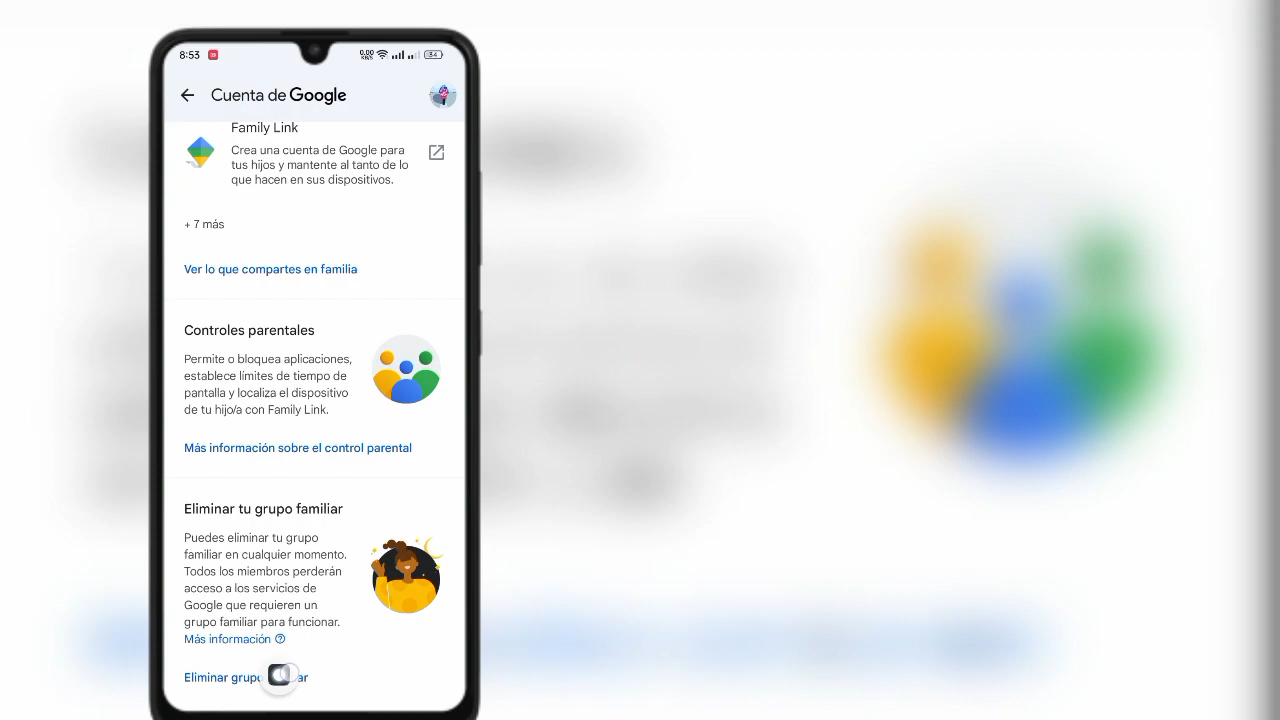 8:53
0.00
KB/S
84
Cuenta de Google
Family Link
Crea una cuenta de Google para
tus hijos y mantente al tanto de lo
que hacen en sus dispositivos.
+ 7 más
Ver lo que compartes en familia
Controles parentales
Permite o bloquea aplicaciones,
establece límites de tiempo de
pantalla y localiza el dispositivo
de tu hijo/a con Family Link.
Más información sobre el control parental
Eliminar tu grupo familiar
Puedes eliminar tu grupo
familiar en cualquier momento.
Todos los miembros perderán
acceso a los servicios de
Google que requieren un
grupo familiar para funcionar.
Más información
Eliminar grupo